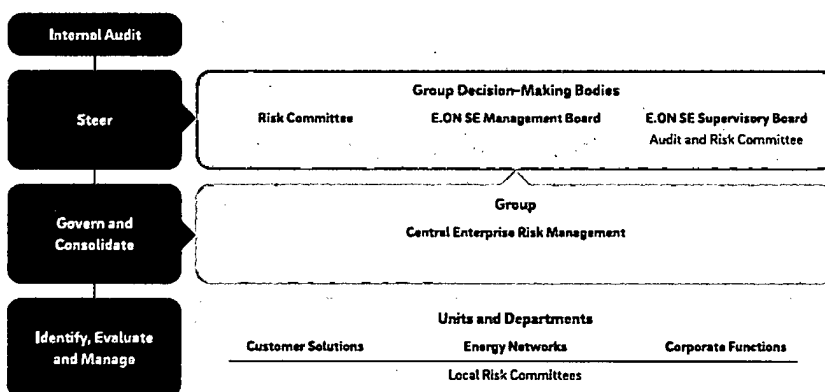 Internal Audit
Steer
Group Decision-Making Bodies
Risk Committee
E.ON SE Management Board
E.ON SE Supervisory Board
Audit and Risk Committee
Govern and
Consolidate
Group
Central Enterprise Risk Management
Identify, Evaluate
and Manage
Units and Departments
Customer Solutions
Energy Networks
Corporate Functions
Local Risk Committees